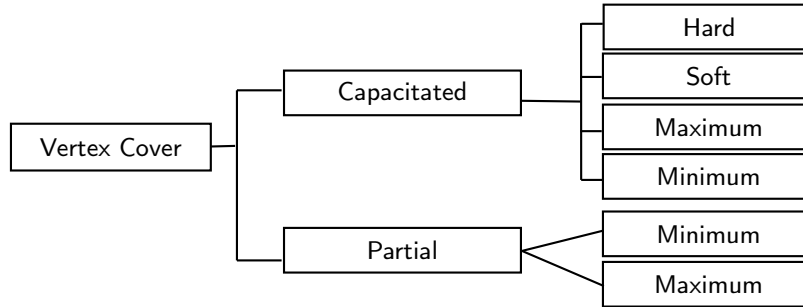 Vertex Cover
Capacitated
Hard
Soft
Maximum
Minimum
Partial
Minimum
Maximum